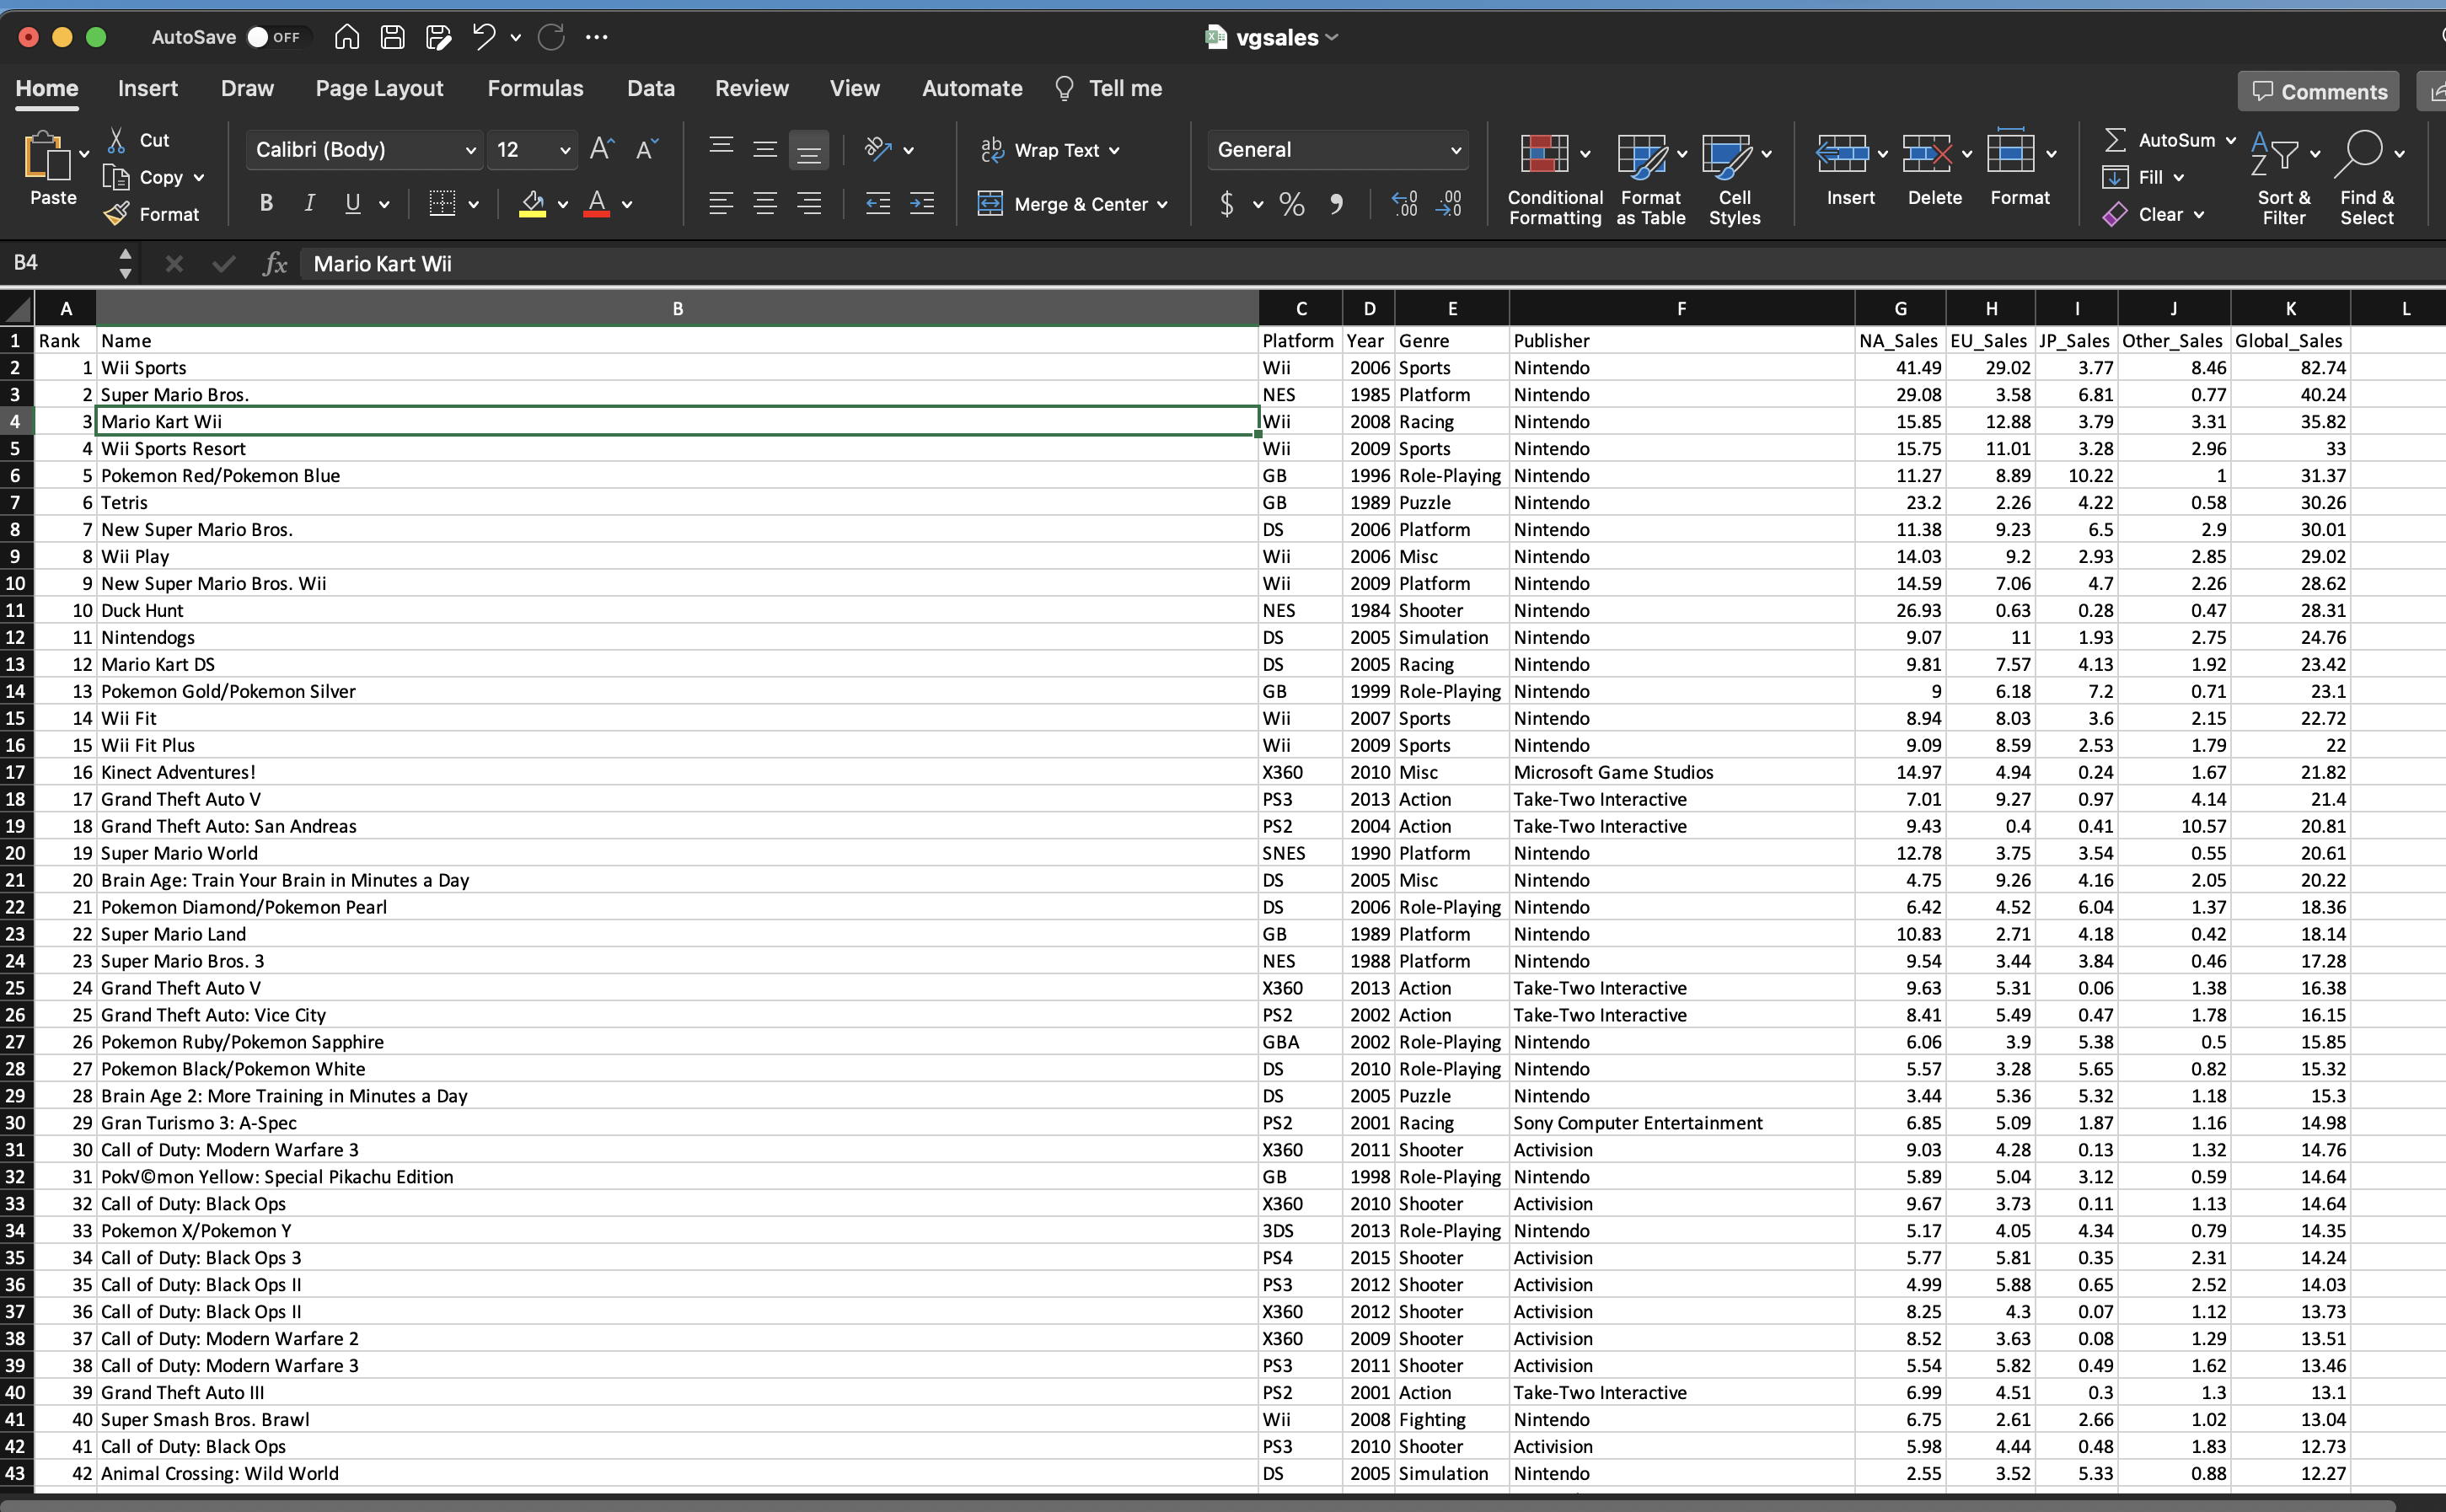 AutoSave OFF vgsales
Home Insert Draw Page Layout Formulas Data Review View Automate Tell me Comments
Paste Cut Copy Format
Calibri (Body) 12 A A
B I U A
ab c Wrap Text
Merge & Center
General
$ % 9 .00 .00
Conditional Formatting
Format as Table
Cell Styles
Insert Delete Format
AutoSum Fill Clear
Sort & Filter
Find & Select
B4 fx Mario Kart Wii
A B C D E F G H I J K L
1 Rank Name Platform Year Genre Publisher NA_Sales EU_Sales JP_Sales Other_Sales Global_Sales
2 1 Wii Sports Wii 2006 Sports Nintendo 41.49 29.02 3.77 8.46 82.74
3 2 Super Mario Bros. NES 1985 Platform Nintendo 29.08 3.58 6.81 0.77 40.24
4 3 Mario Kart Wii Wii 2008 Racing Nintendo 15.85 12.88 3.79 3.31 35.82
5 4 Wii Sports Resort Wii 2009 Sports Nintendo 15.75 11.01 3.28 2.96 33
6 5 Pokemon Red/Pokemon Blue GB 1996 Role-Playing Nintendo 11.27 8.89 10.22 1 31.37
7 6 Tetris GB 1989 Puzzle Nintendo 23.2 2.26 4.22 0.58 30.26
8 7 New Super Mario Bros. DS 2006 Platform Nintendo 11.38 9.23 6.5 2.9 30.01
9 8 Wii Play Wii 2006 Misc Nintendo 14.03 9.2 2.93 2.85 29.02
10 9 New Super Mario Bros. Wii Wii 2009 Platform Nintendo 14.59 7.06 4.7 2.26 28.62
11 10 Duck Hunt NES 1984 Shooter Nintendo 26.93 0.63 0.28 0.47 28.31
12 11 Nintendogs DS 2005 Simulation Nintendo 9.07 11 1.93 2.75 24.76
13 12 Mario Kart DS DS 2005 Racing Nintendo 9.81 7.57 4.13 1.92 23.42
14 13 Pokemon Gold/Pokemon Silver GB 1999 Role-Playing Nintendo 9 6.18 7.2 0.71 23.1
15 14 Wii Fit Wii 2007 Sports Nintendo 8.94 8.03 3.6 2.15 22.72
16 15 Wii Fit Plus Wii 2009 Sports Nintendo 9.09 8.59 2.53 1.79 22
17 16 Kinect Adventures! X360 2010 Misc Microsoft Game Studios 14.97 4.94 0.24 1.67 21.82
18 17 Grand Theft Auto V PS3 2013 Action Take-Two Interactive 7.01 9.27 0.97 4.14 21.4
19 18 Grand Theft Auto: San Andreas PS2 2004 Action Take-Two Interactive 9.43 0.4 0.41 10.57 20.81
20 19 Super Mario World SNES 1990 Platform Nintendo 12.78 3.75 3.54 0.55 20.61
21 20 Brain Age: Train Your Brain in Minutes a Day DS 2005 Misc Nintendo 4.75 9.26 4.16 2.05 20.22
22 21 Pokemon Diamond/Pokemon Pearl DS 2006 Role-Playing Nintendo 6.42 4.52 6.04 1.37 18.36
23 22 Super Mario Land GB 1989 Platform Nintendo 10.83 2.71 4.18 0.42 18.14
24 23 Super Mario Bros. 3 NES 1988 Platform Nintendo 9.54 3.44 3.84 0.46 17.28
25 24 Grand Theft Auto V X360 2013 Action Take-Two Interactive 9.63 5.31 0.06 1.38 16.38
26 25 Grand Theft Auto: Vice City PS2 2002 Action Take-Two Interactive 8.41 5.49 0.47 1.78 16.15
27 26 Pokemon Ruby/Pokemon Sapphire GBA 2002 Role-Playing Nintendo 6.06 3.9 5.38 0.5 15.85
28 27 Pokemon Black/Pokemon White DS 2010 Role-Playing Nintendo 5.57 3.28 5.65 0.82 15.32
29 28 Brain Age 2: More Training in Minutes a Day DS 2005 Puzzle Nintendo 3.44 5.36 5.32 1.18 15.3
30 29 Gran Turismo 3: A-Spec PS2 2001 Racing Sony Computer Entertainment 6.85 5.09 1.87 1.16 14.98
31 30 Call of Duty: Modern Warfare 3 X360 2011 Shooter Activision 9.03 4.28 0.13 1.32 14.76
32 31 Pok√©mon Yellow: Special Pikachu Edition GB 1998 Role-Playing Nintendo 5.89 5.04 3.12 0.59 14.64
33 32 Call of Duty: Black Ops X360 2010 Shooter Activision 9.67 3.73 0.11 1.13 14.64
34 33 Pokemon X/Pokemon Y 3DS 2013 Role-Playing Nintendo 5.17 4.05 4.34 0.79 14.35
35 34 Call of Duty: Black Ops 3 PS4 2015 Shooter Activision 5.77 5.81 0.35 2.31 14.24
36 35 Call of Duty: Black Ops II PS3 2012 Shooter Activision 4.99 5.88 0.65 2.52 14.03
37 36 Call of Duty: Black Ops II X360 2012 Shooter Activision 8.25 4.3 0.07 1.12 13.73
38 37 Call of Duty: Modern Warfare 2 X360 2009 Shooter Activision 8.52 3.63 0.08 1.29 13.51
39 38 Call of Duty: Modern Warfare 3 PS3 2011 Shooter Activision 5.54 5.82 0.49 1.62 13.46
40 39 Grand Theft Auto III PS2 2001 Action Take-Two Interactive 6.99 4.51 0.3 1.3 13.1
41 40 Super Smash Bros. Brawl Wii 2008 Fighting Nintendo 6.75 2.61 2.66 1.02 13.04
42 41 Call of Duty: Black Ops PS3 2010 Shooter Activision 5.98 4.44 0.48 1.83 12.73
43 42 Animal Crossing: Wild World DS 2005 Simulation Nintendo 2.55 3.52 5.33 0.88 12.27